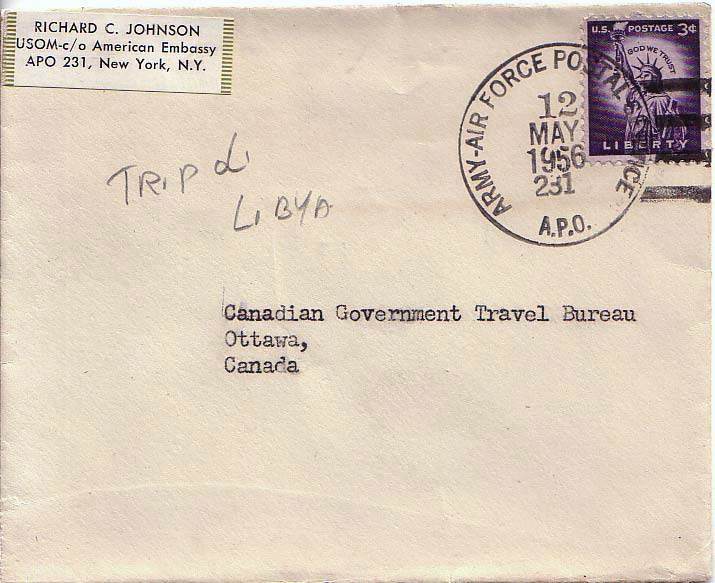 RICHARD C. JOHNSON
USOM-c/o American Embassy
APO 231, New York, N.Y.
U.S. POSTAGE 3¢
IN GOD WE TRUST
LIBERTY
ARMY-AIR FORCE POSTAL SERVICE
12
MAY
1956
231
A.P.O.
TRIPOLI
LIBYA
Canadian Government Travel Bureau
Ottawa,
Canada